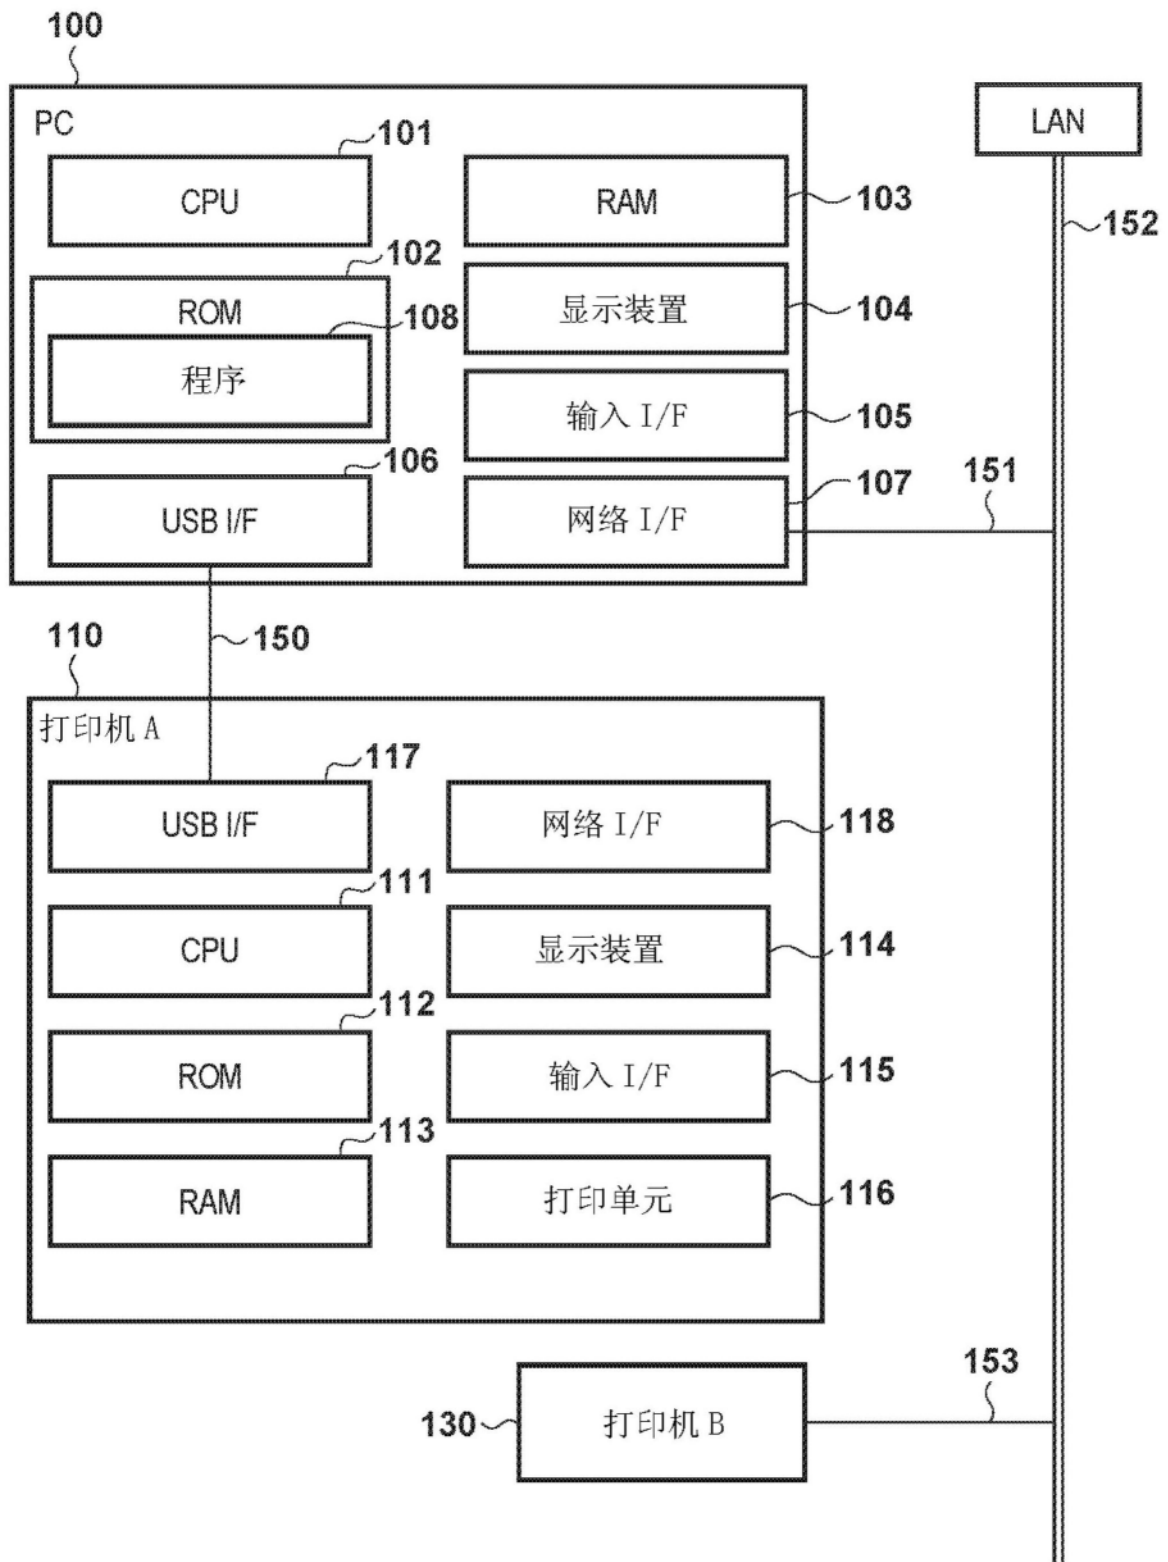 100
PC
101
CPU
RAM
103
LAN
152
102
ROM
108
程序
显示装置
104
输入 I/F
105
106
USB I/F
网络 I/F
107
151
150
110
打印机 A
117
USB I/F
网络 I/F
118
111
CPU
显示装置
114
112
ROM
输入 I/F
115
113
RAM
打印单元
116
130
打印机 B
153